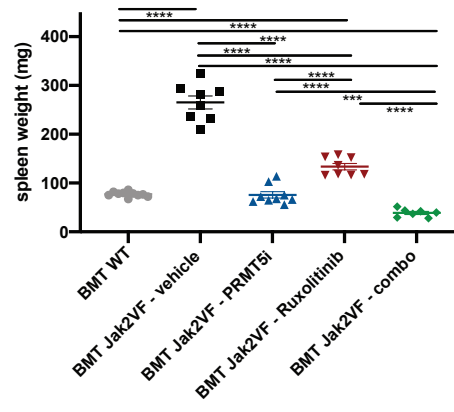 ****
****
****
****
****
****
****
***
****
400
300
200
100
0
spleen weight (mg)
BMT WT
BMT Jak2VF - vehicle
BMT Jak2VF - PRMT5i
BMT Jak2VF - Ruxolitinib
BMT Jak2VF - combo